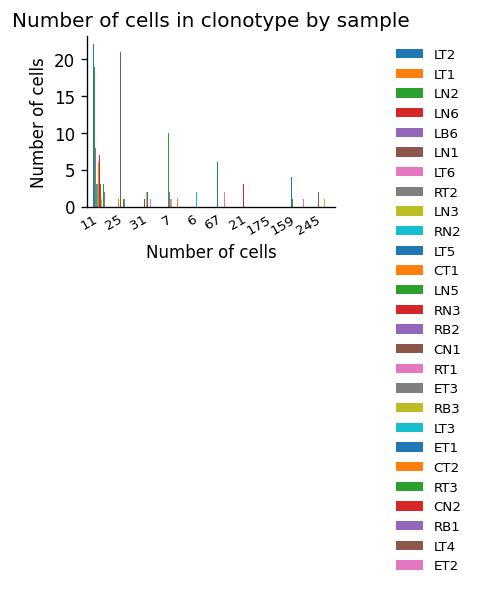 Number of cells in clonotype by sample
Number of cells
20
15
10
5
0
11 25 31 7 6 67 21 175 159 245
Number of cells
LT2
LT1
LN2
LN6
LB6
LN1
LT6
RT2
LN3
RN2
LT5
CT1
LN5
RN3
RB2
CN1
RT1
ET3
RB3
LT3
ET1
CT2
RT3
CN2
RB1
LT4
ET2